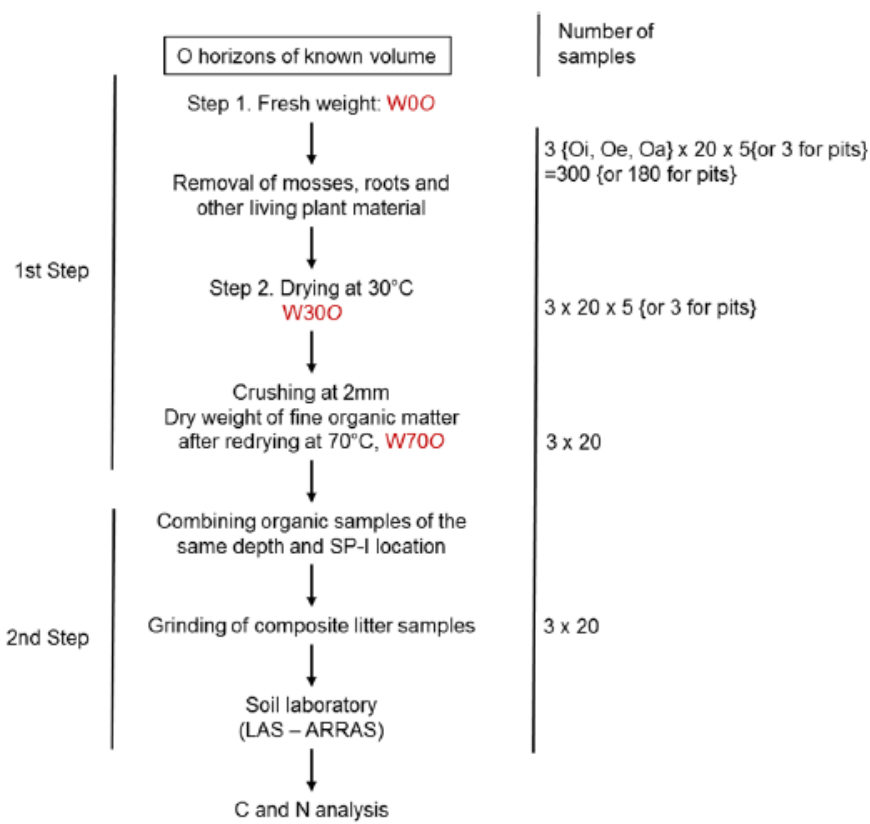 O horizons of known volume
Number of
samples
Step 1. Fresh weight: W0O
3 {Oi, Oe, Oa} x 20 x 5{or 3 for pits}
=300 {or 180 for pits}
Removal of mosses, roots and
other living plant material
1st Step
Step 2. Drying at 30°C
W30O
3 x 20 x 5 {or 3 for pits}
Crushing at 2mm
Dry weight of fine organic matter
after redrying at 70°C, W70O
3 x 20
Combining organic samples of the
same depth and SP-I location
2nd Step
Grinding of composite litter samples
3 x 20
Soil laboratory
(LAS – ARRAS)
C and N analysis